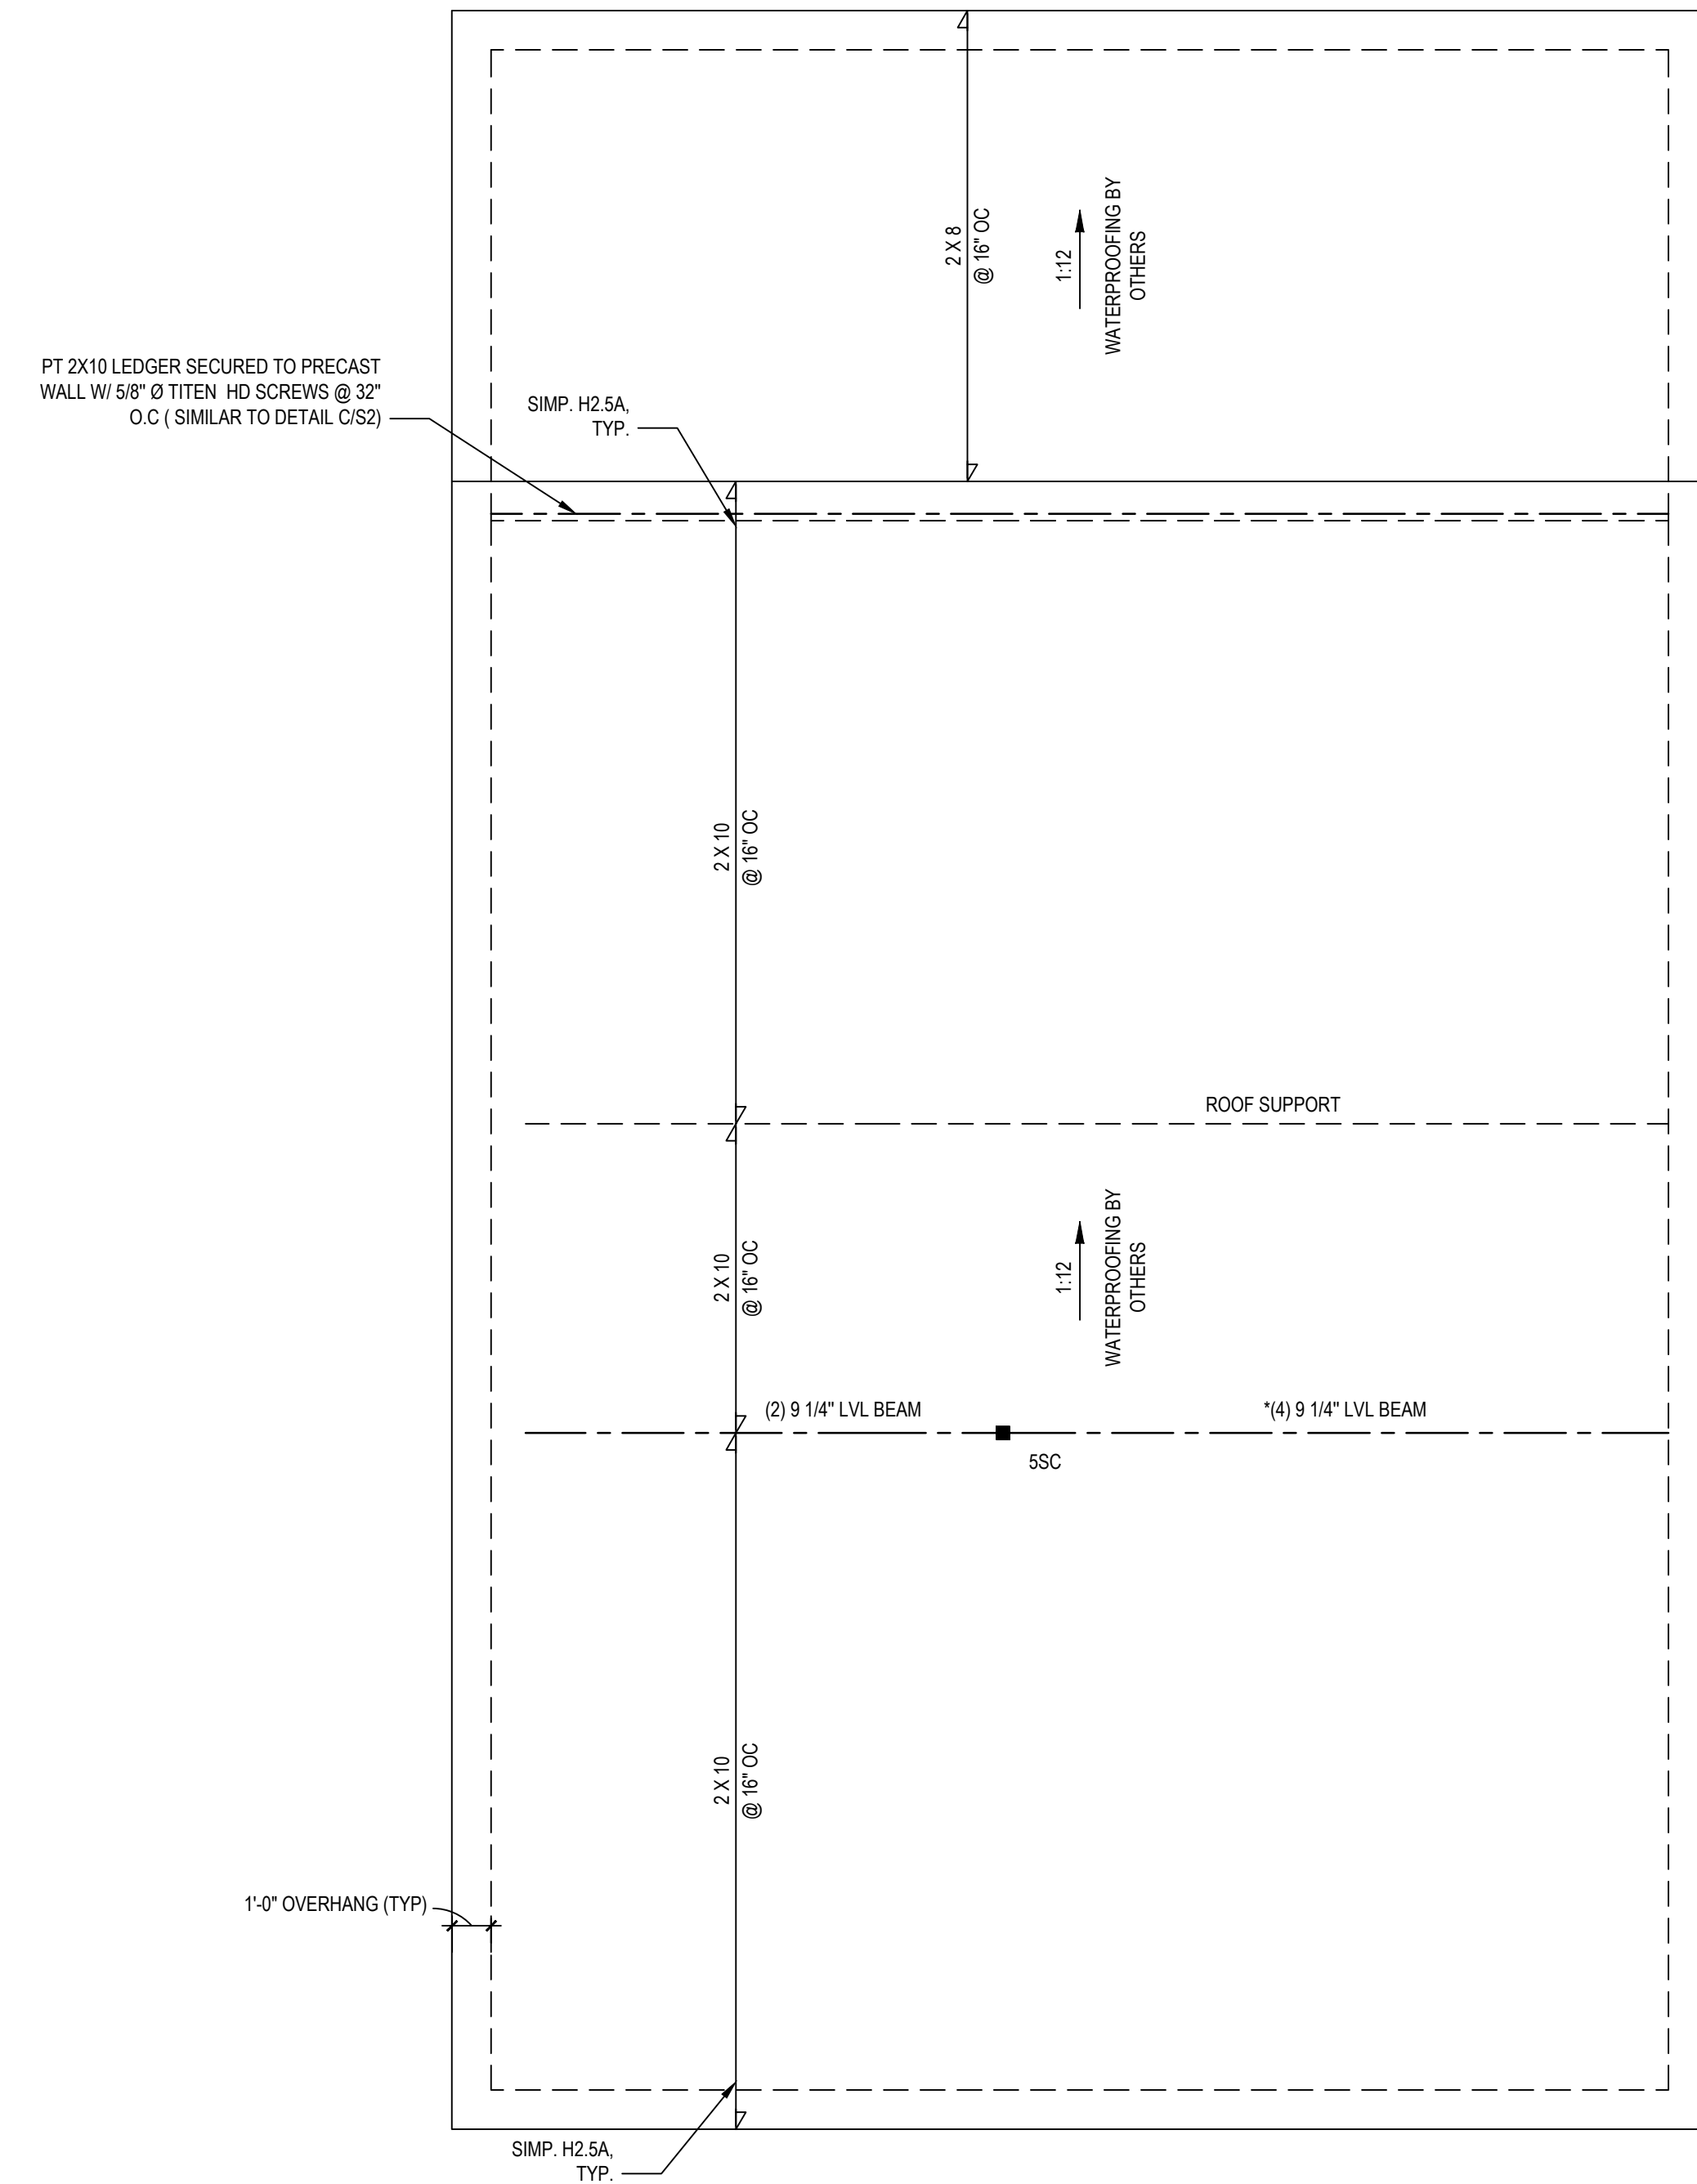 2 X 8
@ 16" OC
1:12
WATERPROOFING BY
OTHERS
PT 2X10 LEDGER SECURED TO PRECAST
WALL W/ 5/8" Ø TITEN HD SCREWS @ 32"
O.C ( SIMILAR TO DETAIL C/S2)
SIMP. H2.5A,
TYP.
2 X 10
@ 16" OC
ROOF SUPPORT
2 X 10
@ 16" OC
1:12
WATERPROOFING BY
OTHERS
(2) 9 1/4" LVL BEAM
*(4) 9 1/4" LVL BEAM
5SC
2 X 10
@ 16" OC
1'-0" OVERHANG (TYP)
SIMP. H2.5A,
TYP.